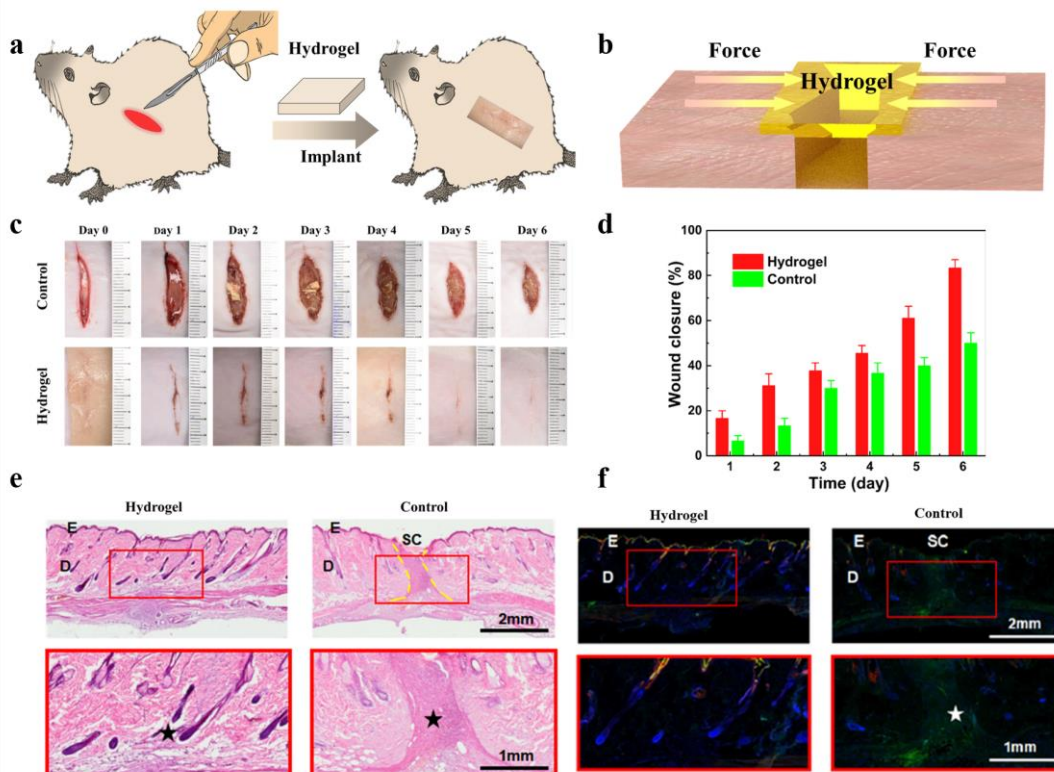 a
Hydrogel
Implant
b
Force Force
Hydrogel
c
Day 0 Day 1 Day 2 Day 3 Day 4 Day 5 Day 6
Control
Hydrogel
d
100
80
60
40
20
0
Wound closure (%)
Hydrogel
Control
1 2 3 4 5 6
Time (day)
e
Hydrogel Control
E E SC
D D
2mm
1mm
f
Hydrogel Control
E E SC
D D
2mm
1mm